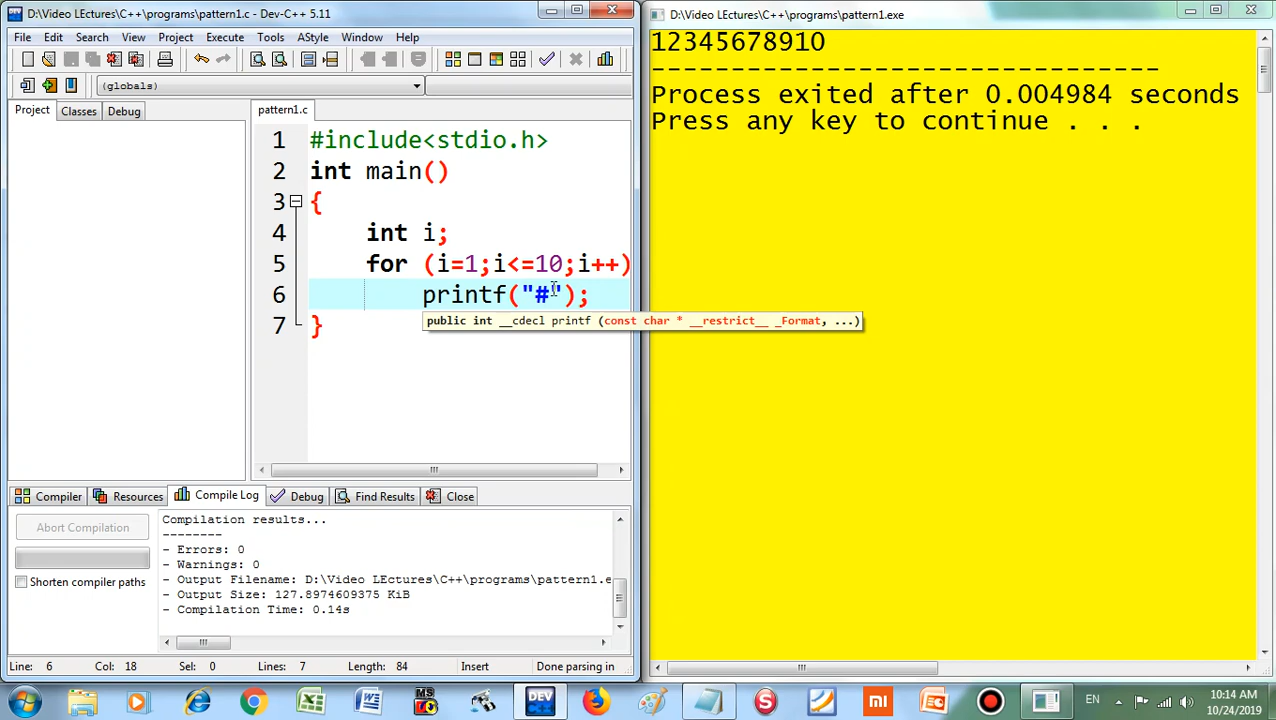 D:\Video LEctures\C++\programs\pattern1.c - Dev-C++ 5.11
File Edit Search View Project Execute Tools AStyle Window Help
(globals)
Project Classes Debug
pattern1.c
1 #include<stdio.h>
2 int main()
3 {
4 int i;
5 for (i=1;i<=10;i++)
6 printf("#");
public int __cdecl printf (const char * __restrict__ _Format, ...)
7 }
Compiler Resources Compile Log Debug Find Results Close
Abort Compilation
Shorten compiler paths
Compilation results...
--------
- Errors: 0
- Warnings: 0
- Output Filename: D:\Video LEctures\C++\programs\pattern1.e
- Output Size: 127.8974609375 KiB
- Compilation Time: 0.14s
Line: 6 Col: 18 Sel: 0 Lines: 7 Length: 84 Insert Done parsing in
D:\Video LEctures\C++\programs\pattern1.exe
12345678910
--------------------------------
Process exited after 0.004984 seconds
Press any key to continue . . .
MS
DEV C++
EN
10:14 AM
10/24/2019